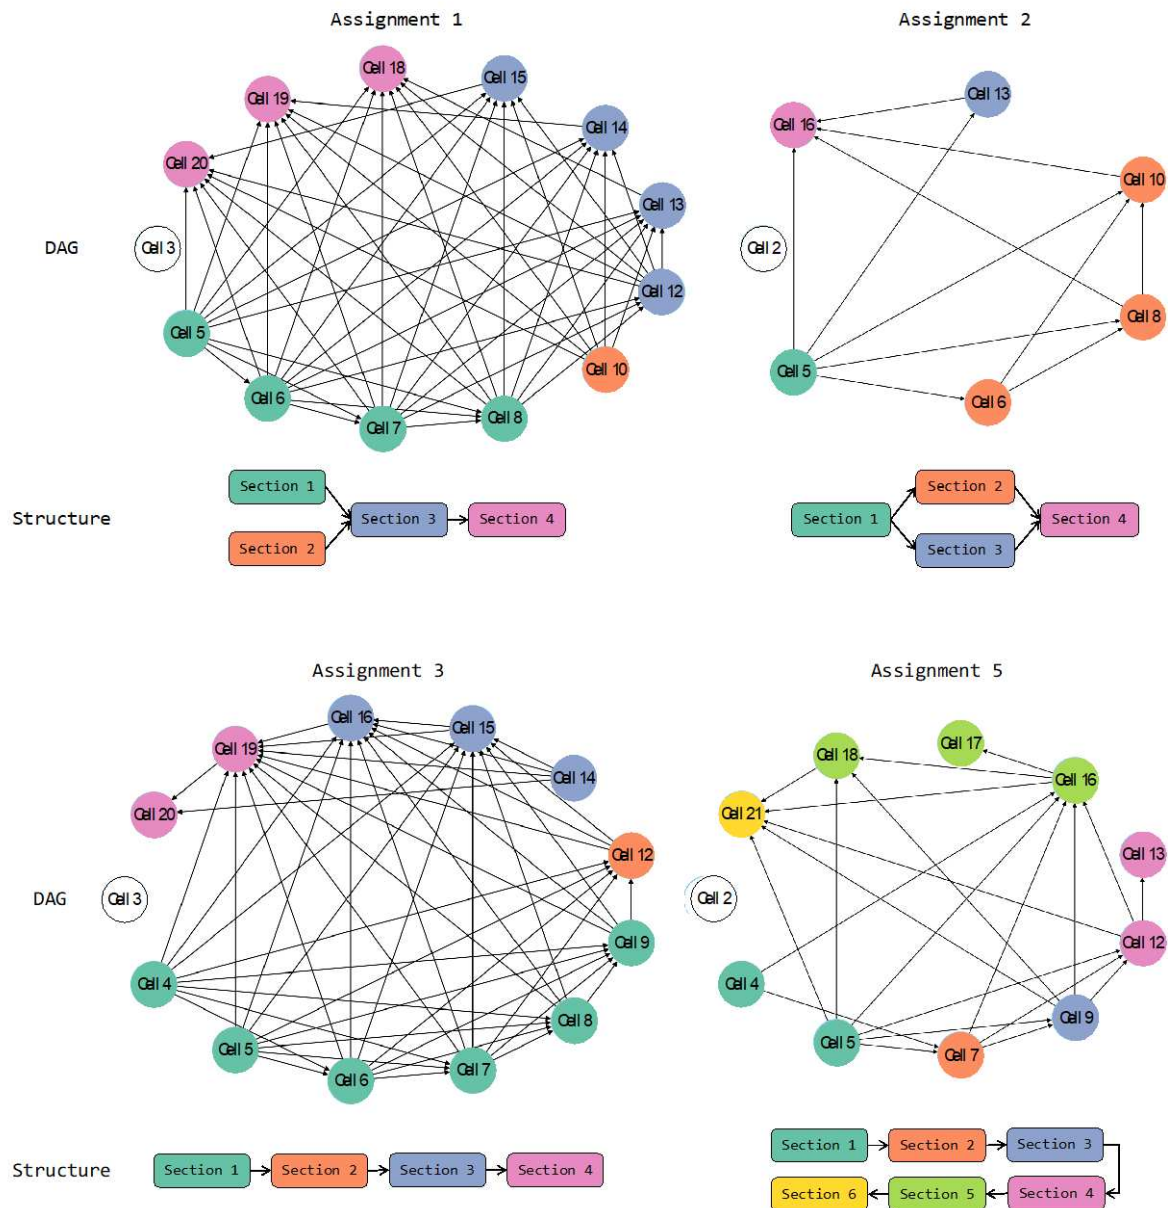 Assignment 1
Assignment 2
Cell 18
Cell 15
Cell 19
Cell 14
Cell 20
Cell 13
DAG
Cell 3
Cell 12
Cell 5
Cell 10
Cell 6
Cell 7
Cell 8
Cell 13
Cell 16
Cell 10
Cell 2
Cell 8
Cell 5
Cell 6
Structure
Section 1
Section 2
Section 3
Section 4
Section 1
Section 2
Section 3
Section 4
Assignment 3
Assignment 5
Cell 16
Cell 15
Cell 19
Cell 14
Cell 20
Cell 12
DAG
Cell 3
Cell 9
Cell 4
Cell 8
Cell 5
Cell 6
Cell 7
Cell 17
Cell 18
Cell 16
Cell 21
Cell 13
Cell 2
Cell 12
Cell 4
Cell 9
Cell 5
Cell 7
Structure
Section 1
Section 2
Section 3
Section 4
Section 1
Section 2
Section 3
Section 6
Section 5
Section 4